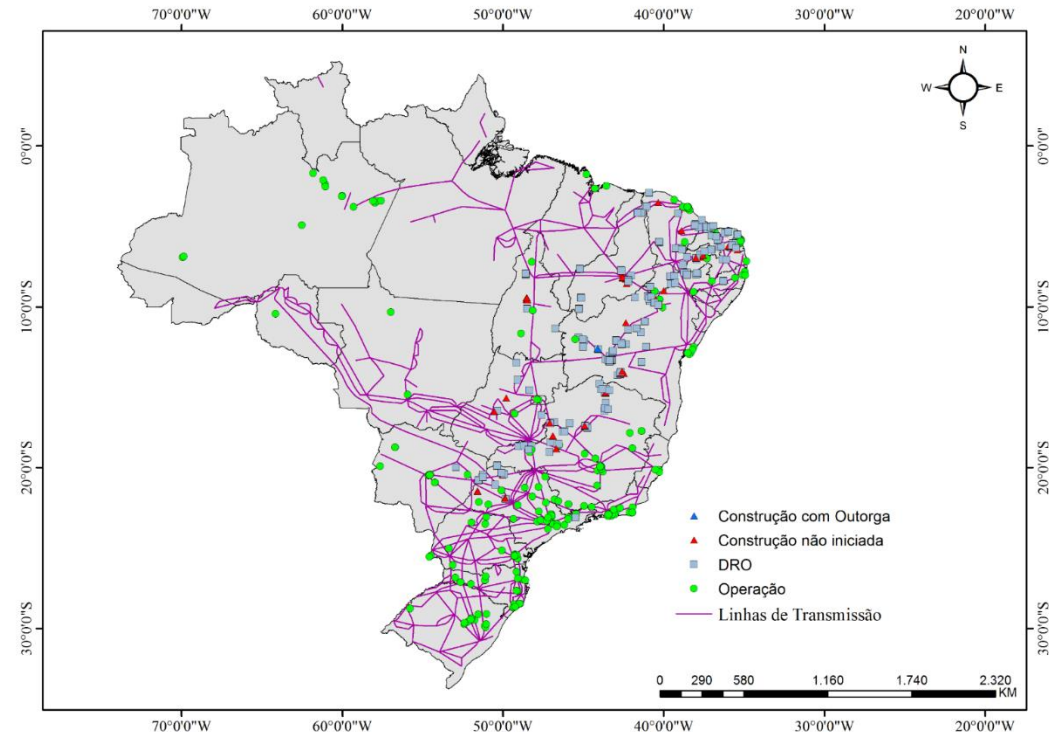 70°0'0"W 60°0'0"W 50°0'0"W 40°0'0"W 30°0'0"W 20°0'0"W
N
W E
S
0°0'0" 0°0'0"
10°0'0"S 10°0'0"S
20°0'0"S 20°0'0"S
Construção com Outorga
Construção não iniciada
DRO
Operação
Linhas de Transmissão
30°0'0"S 30°0'0"S
0 290 580 1.160 1.740 2.320
KM
70°0'0"W 60°0'0"W 50°0'0"W 40°0'0"W 30°0'0"W 20°0'0"W